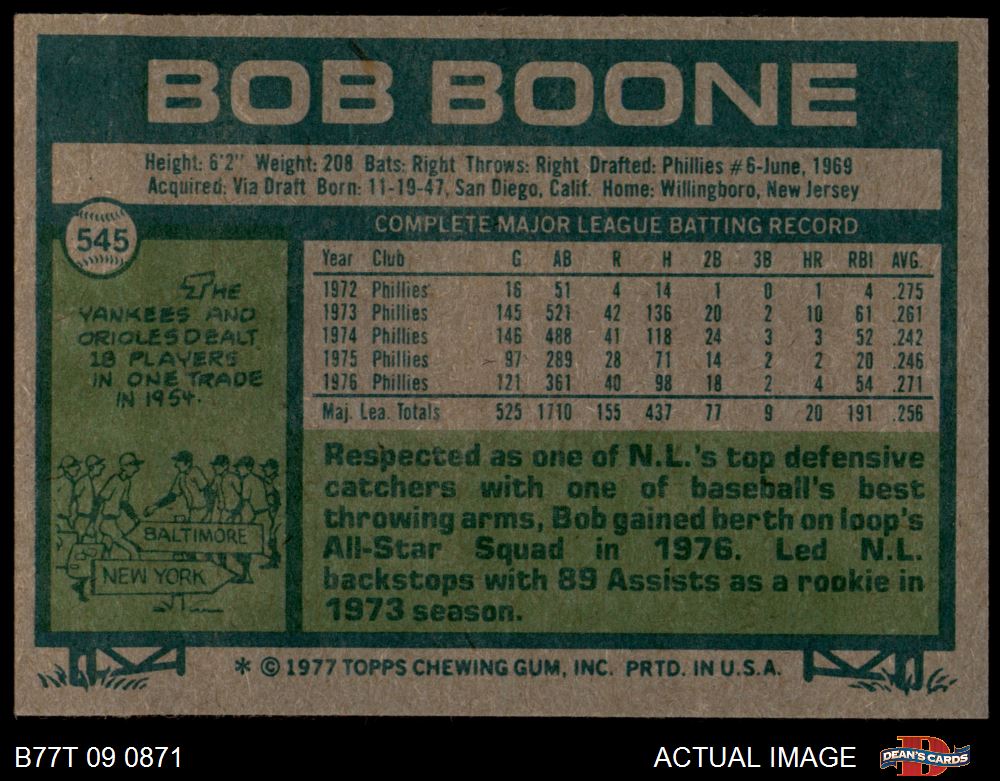 BOB BOONE
Height: 6'2" Weight: 208 Bats: Right Throws: Right Drafted: Phillies #6-June, 1969
Acquired: Via Draft Born: 11-19-47, San Diego, Calif. Home: Willingboro, New Jersey
545
COMPLETE MAJOR LEAGUE BATTING RECORD
Year Club G AB R H 2B 3B HR RBI AVG.
1972 Phillies 16 51 4 14 1 0 1 4 .275
1973 Phillies 145 521 42 136 20 2 10 61 .261
1974 Phillies 146 488 41 118 24 3 3 52 .242
1975 Phillies 97 289 28 71 14 2 2 20 .246
1976 Phillies 121 361 40 98 18 2 4 54 .271
Maj. Lea. Totals 525 1710 155 437 77 9 20 191 .256
THE
YANKEES AND
ORIOLES DEALT
18 PLAYERS
IN ONE TRADE
IN 1954.
BALTIMORE
NEW YORK
Respected as one of N.L.'s top defensive
catchers with one of baseball's best
throwing arms, Bob gained berth on loop's
All-Star Squad in 1976. Led N.L.
backstops with 89 Assists as a rookie in
1973 season.
* © 1977 TOPPS CHEWING GUM, INC. PRTD. IN U.S.A.
B77T 09 0871
ACTUAL IMAGE
DEAN'S CARDS